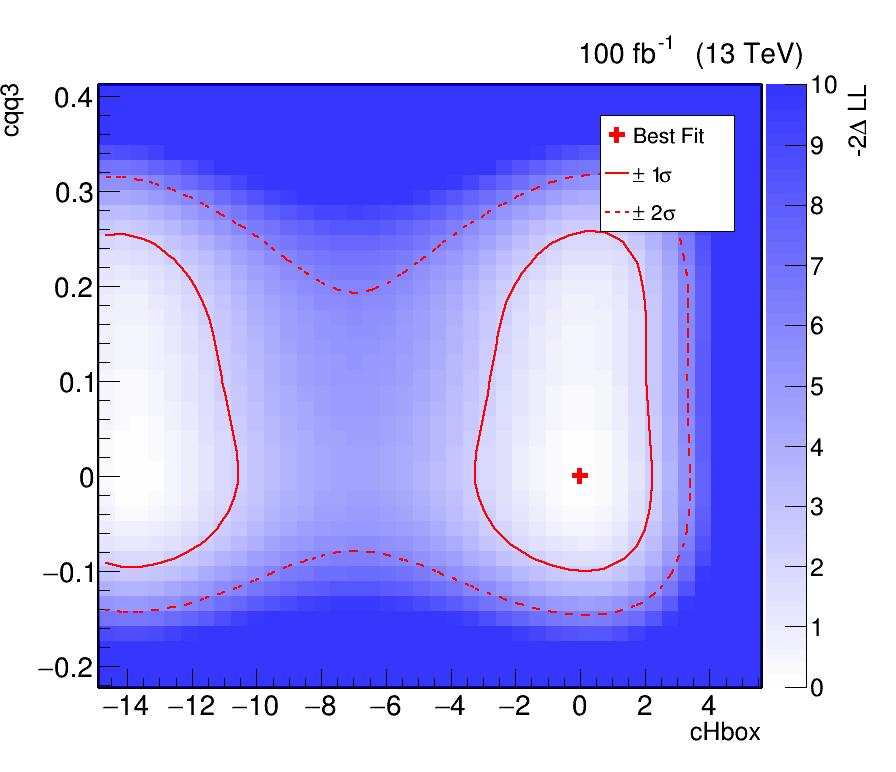 100 fb-1 (13 TeV)
cqq3
-2Δ LL
Best Fit
± 1σ
± 2σ
0.4
0.3
0.2
0.1
0
−0.1
−0.2
10
9
8
7
6
5
4
3
2
1
0
−14 −12 −10 −8 −6 −4 −2 0 2 4
cHbox